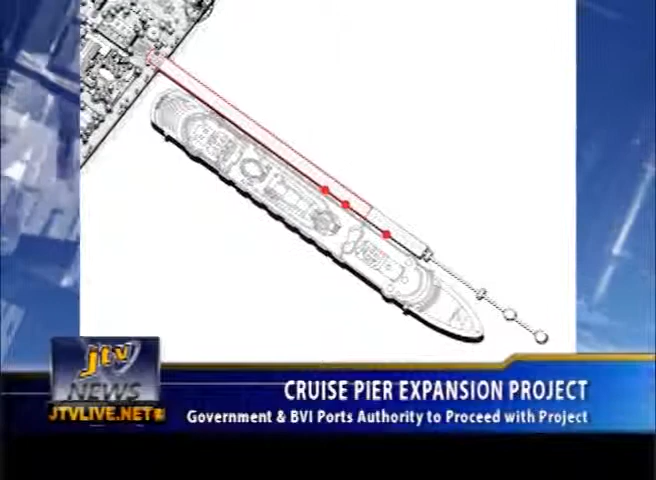 jtv
NEWS
JTVLIVE.NET
CRUISE PIER EXPANSION PROJECT
Government & BVI Ports Authority to Proceed with Project